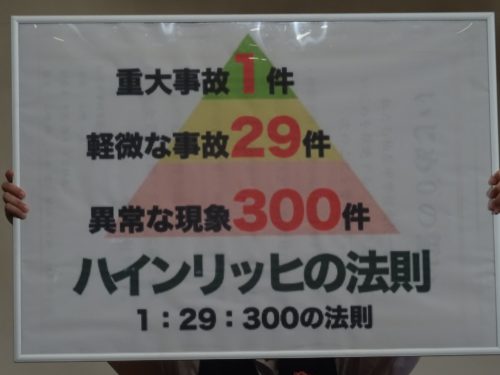 重大事故1件
軽微な事故29件
異常な現象300件
ハインリッヒの法則
1:29:300の法則